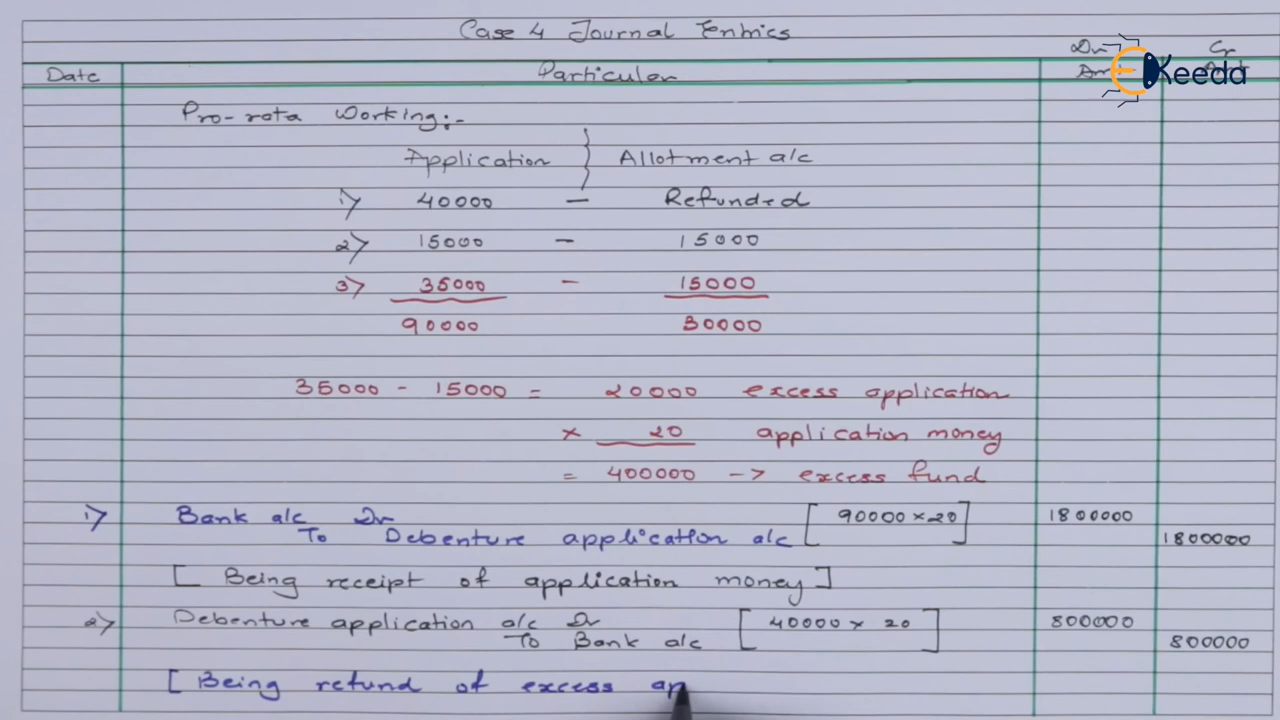 Case 4 Journal Entries
Dr Cr
Date Particular Amt
Keeda
Pro-rata Working:-
Application Allotment a/c
1> 40000 - Refunded
2> 15000 - 15000
3> 35000 - 15000
90000 30000
35000 - 15000 = 20000 excess application
× 20 application money
= 400000 -> excess fund
1> Bank a/c Dr [90000×20] 1800000
To Debenture application a/c 1800000
[Being receipt of application money]
2> Debenture application a/c Dr [40000 × 20] 800000
To Bank a/c 800000
[Being refund of excess ap